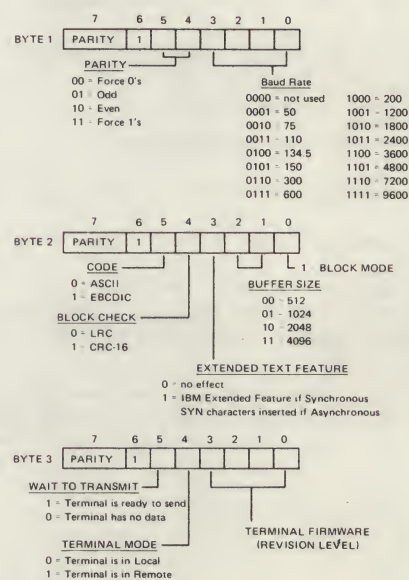 7 6 5 4 3 2 1 0
BYTE 1 PARITY 1
PARITY
00 = Force 0's
01 = Odd
10 = Even
11 = Force 1's
Baud Rate
0000 = not used 1000 = 200
0001 = 50 1001 - 1200
0010 = 75 1010 = 1800
0011 - 110 1011 = 2400
0100 = 134.5 1100 = 3600
0101 = 150 1101 = 4800
0110 = 300 1110 = 7200
0111 = 600 1111 = 9600
7 6 5 4 3 2 1 0
BYTE 2 PARITY 1
CODE
0 = ASCII
1 - EBCDIC
1 - BLOCK MODE
BUFFER SIZE
00 - 512
01 - 1024
10 - 2048
11 4096
BLOCK CHECK
0 = LRC
1 - CRC-16
EXTENDED TEXT FEATURE
0 = no effect
1 = IBM Extended Feature if Synchronous
SYN characters inserted if Asynchronous
7 6 5 4 3 2 1 0
BYTE 3 PARITY 1
WAIT TO TRANSMIT
1 = Terminal is ready to send
0 = Terminal has no data
TERMINAL FIRMWARE
(REVISION LEVEL)
TERMINAL MODE
0 = Terminal is in Local
1 = Terminal is in Remote